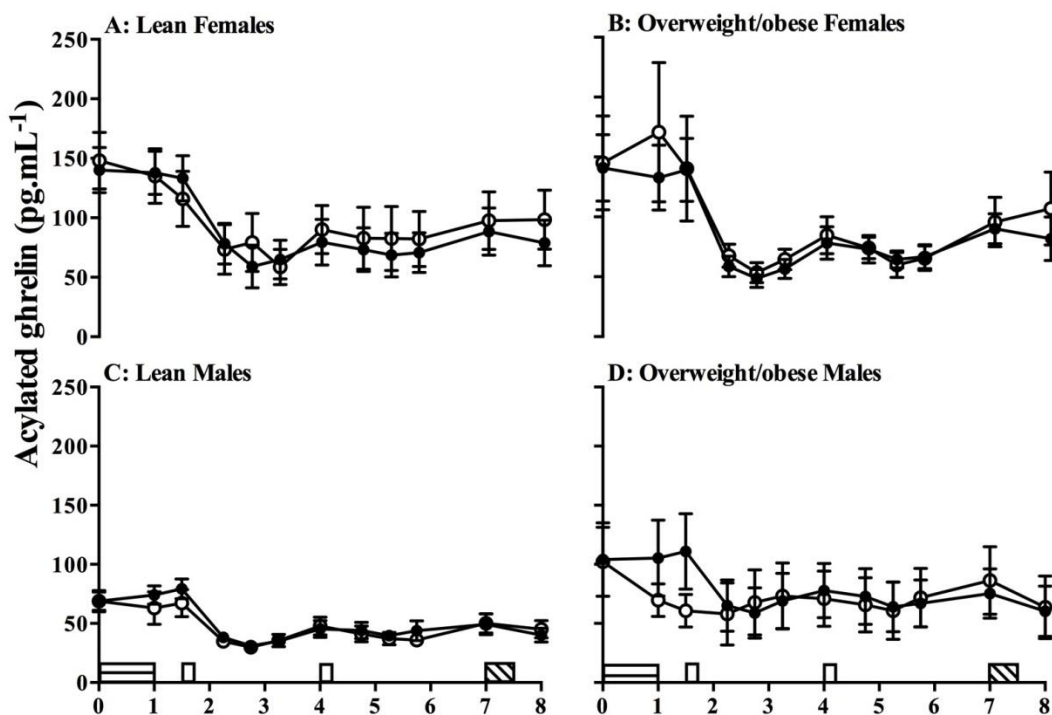 A: Lean Females
B: Overweight/obese Females
250
200
150
100
50
0
Acylated ghrelin (pg.mL⁻¹)
C: Lean Males
D: Overweight/obese Males
250
200
150
100
50
0
0 1 2 3 4 5 6 7 8
0 1 2 3 4 5 6 7 8